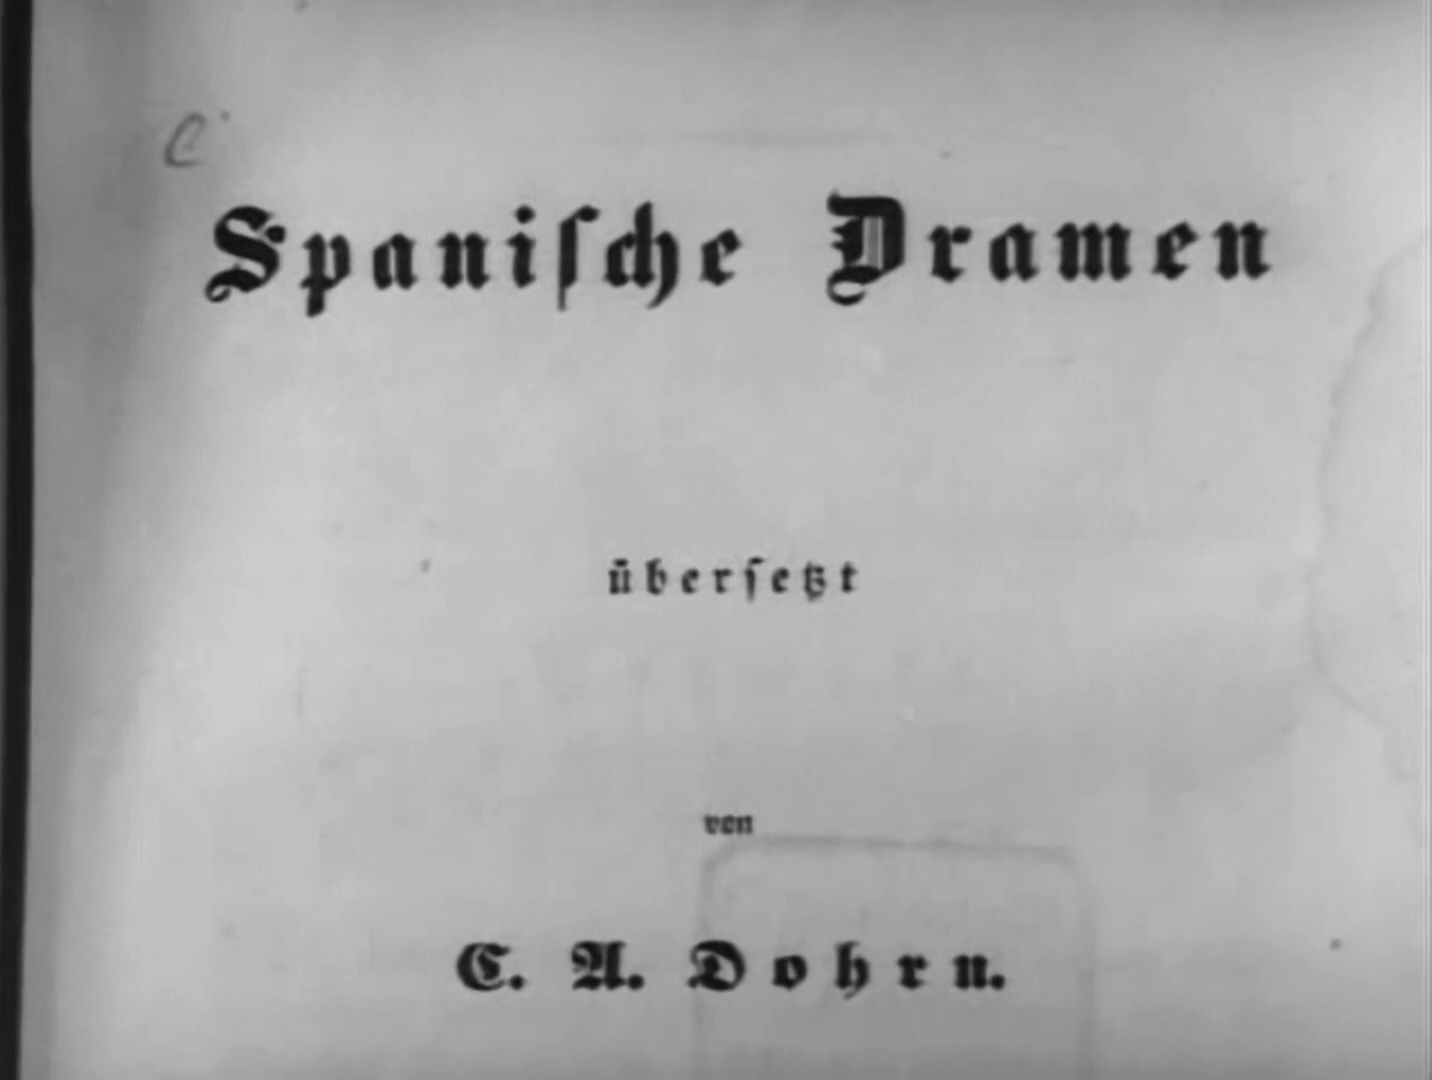 C
Spaniſche Dramen
überſetzt
von
C. A. Dohrn.